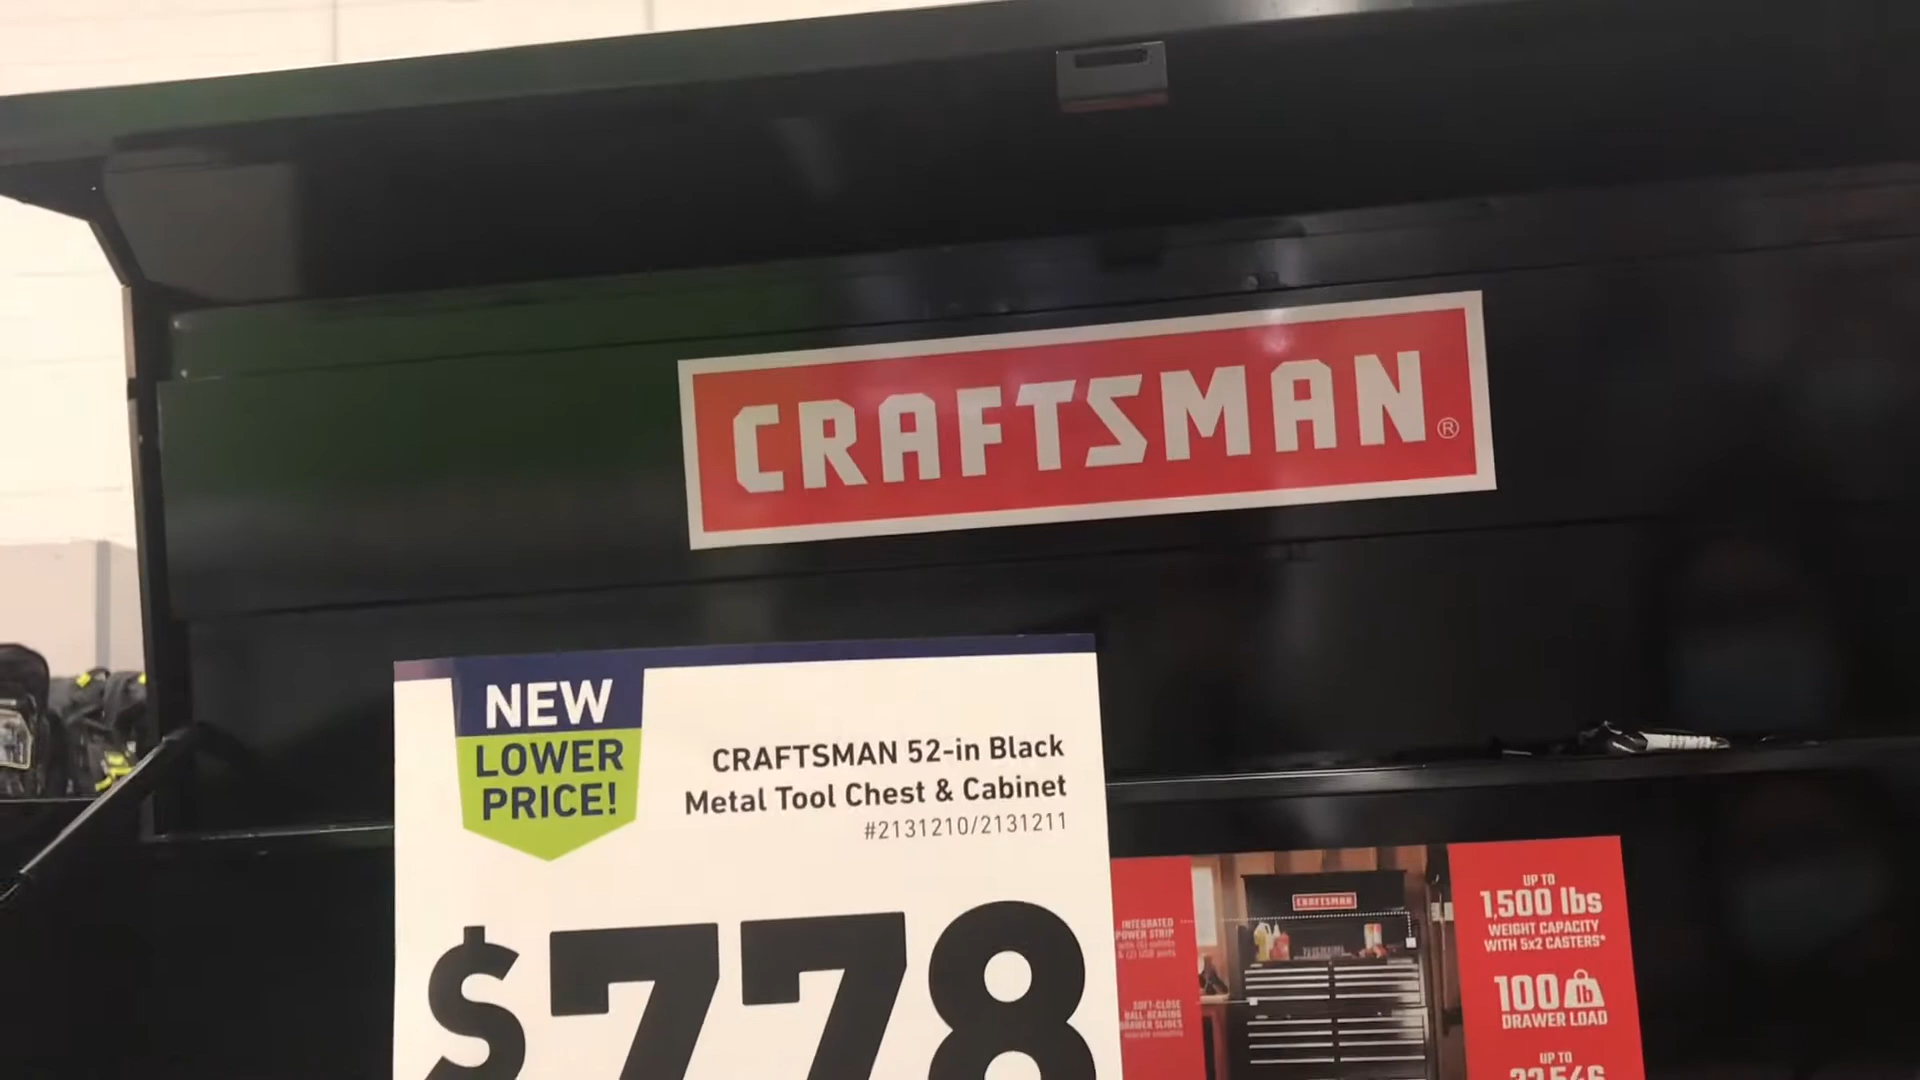 CRAFTSMAN®
NEW
LOWER
PRICE!
CRAFTSMAN 52-in Black
Metal Tool Chest & Cabinet
#2131210/2131211
$778
INTEGRATED
POWER STRIP
CRAFTSMAN
SOFT-CLOSE
BALL-BEARING
DRAWER SLIDES
UP TO
1,500 lbs
WEIGHT CAPACITY
WITH 5x2 CASTERS*
100 lb
DRAWER LOAD
UP TO